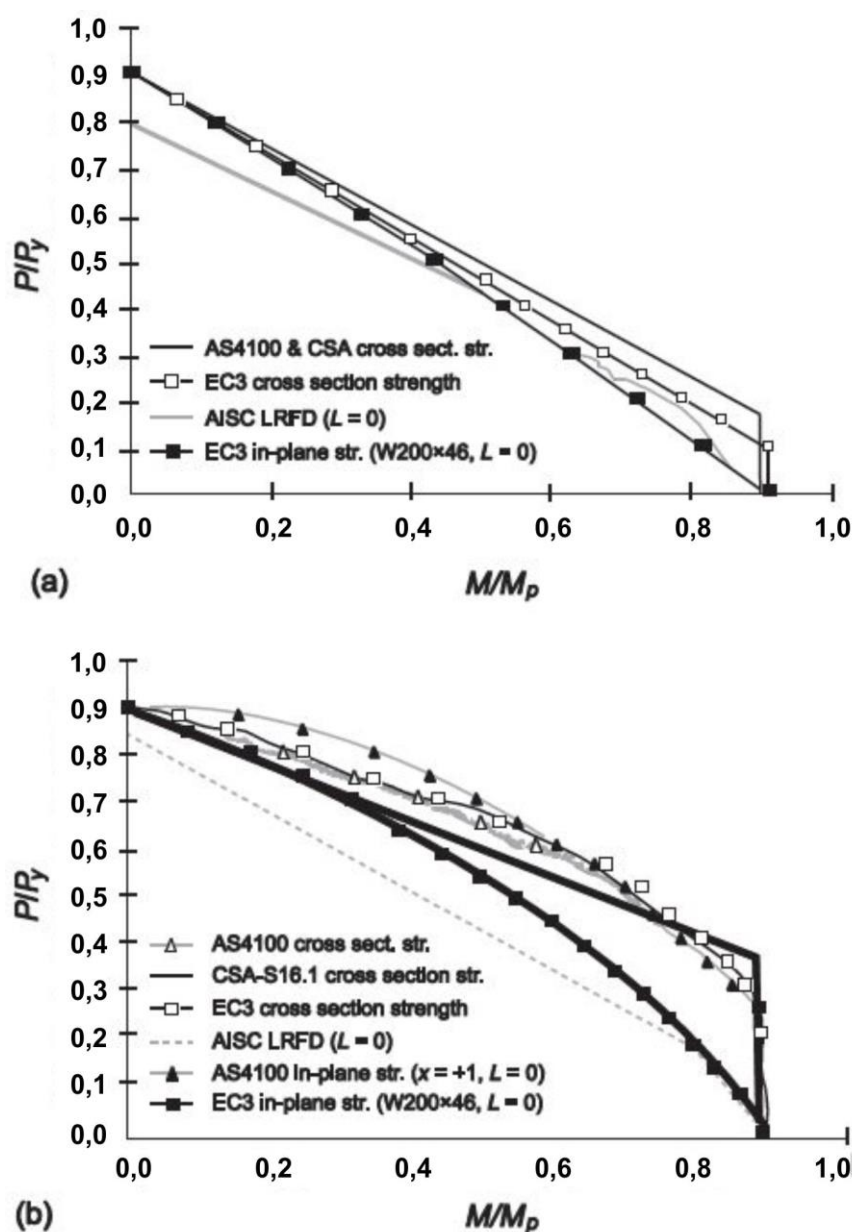 1,0
0,9
0,8
0,7
0,6
0,5
0,4
0,3
0,2
0,1
0,0
P/Py
AS4100 & CSA cross sect. str.
EC3 cross section strength
AISC LRFD (L = 0)
EC3 in-plane str. (W200×46, L = 0)
0,0 0,2 0,4 0,6 0,8 1,0
(a)
M/Mp
1,0
0,9
0,8
0,7
0,6
0,5
0,4
0,3
0,2
0,1
0,0
P/Py
AS4100 cross sect. str.
CSA-S16.1 cross section str.
EC3 cross section strength
AISC LRFD (L = 0)
AS4100 in-plane str. (x = +1, L = 0)
EC3 in-plane str. (W200×46, L = 0)
0,0 0,2 0,4 0,6 0,8 1,0
(b)
M/Mp